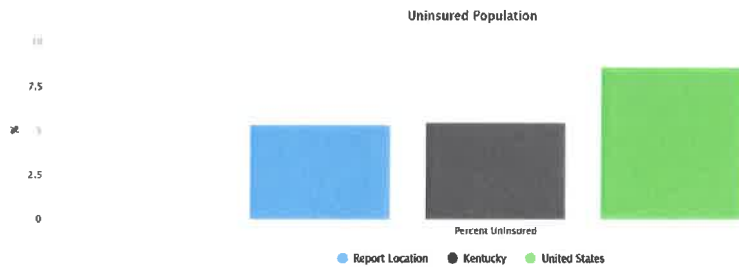 Uninsured Population
10
7.5
%
5
2.5
0
Percent Uninsured
Report Location Kentucky United States